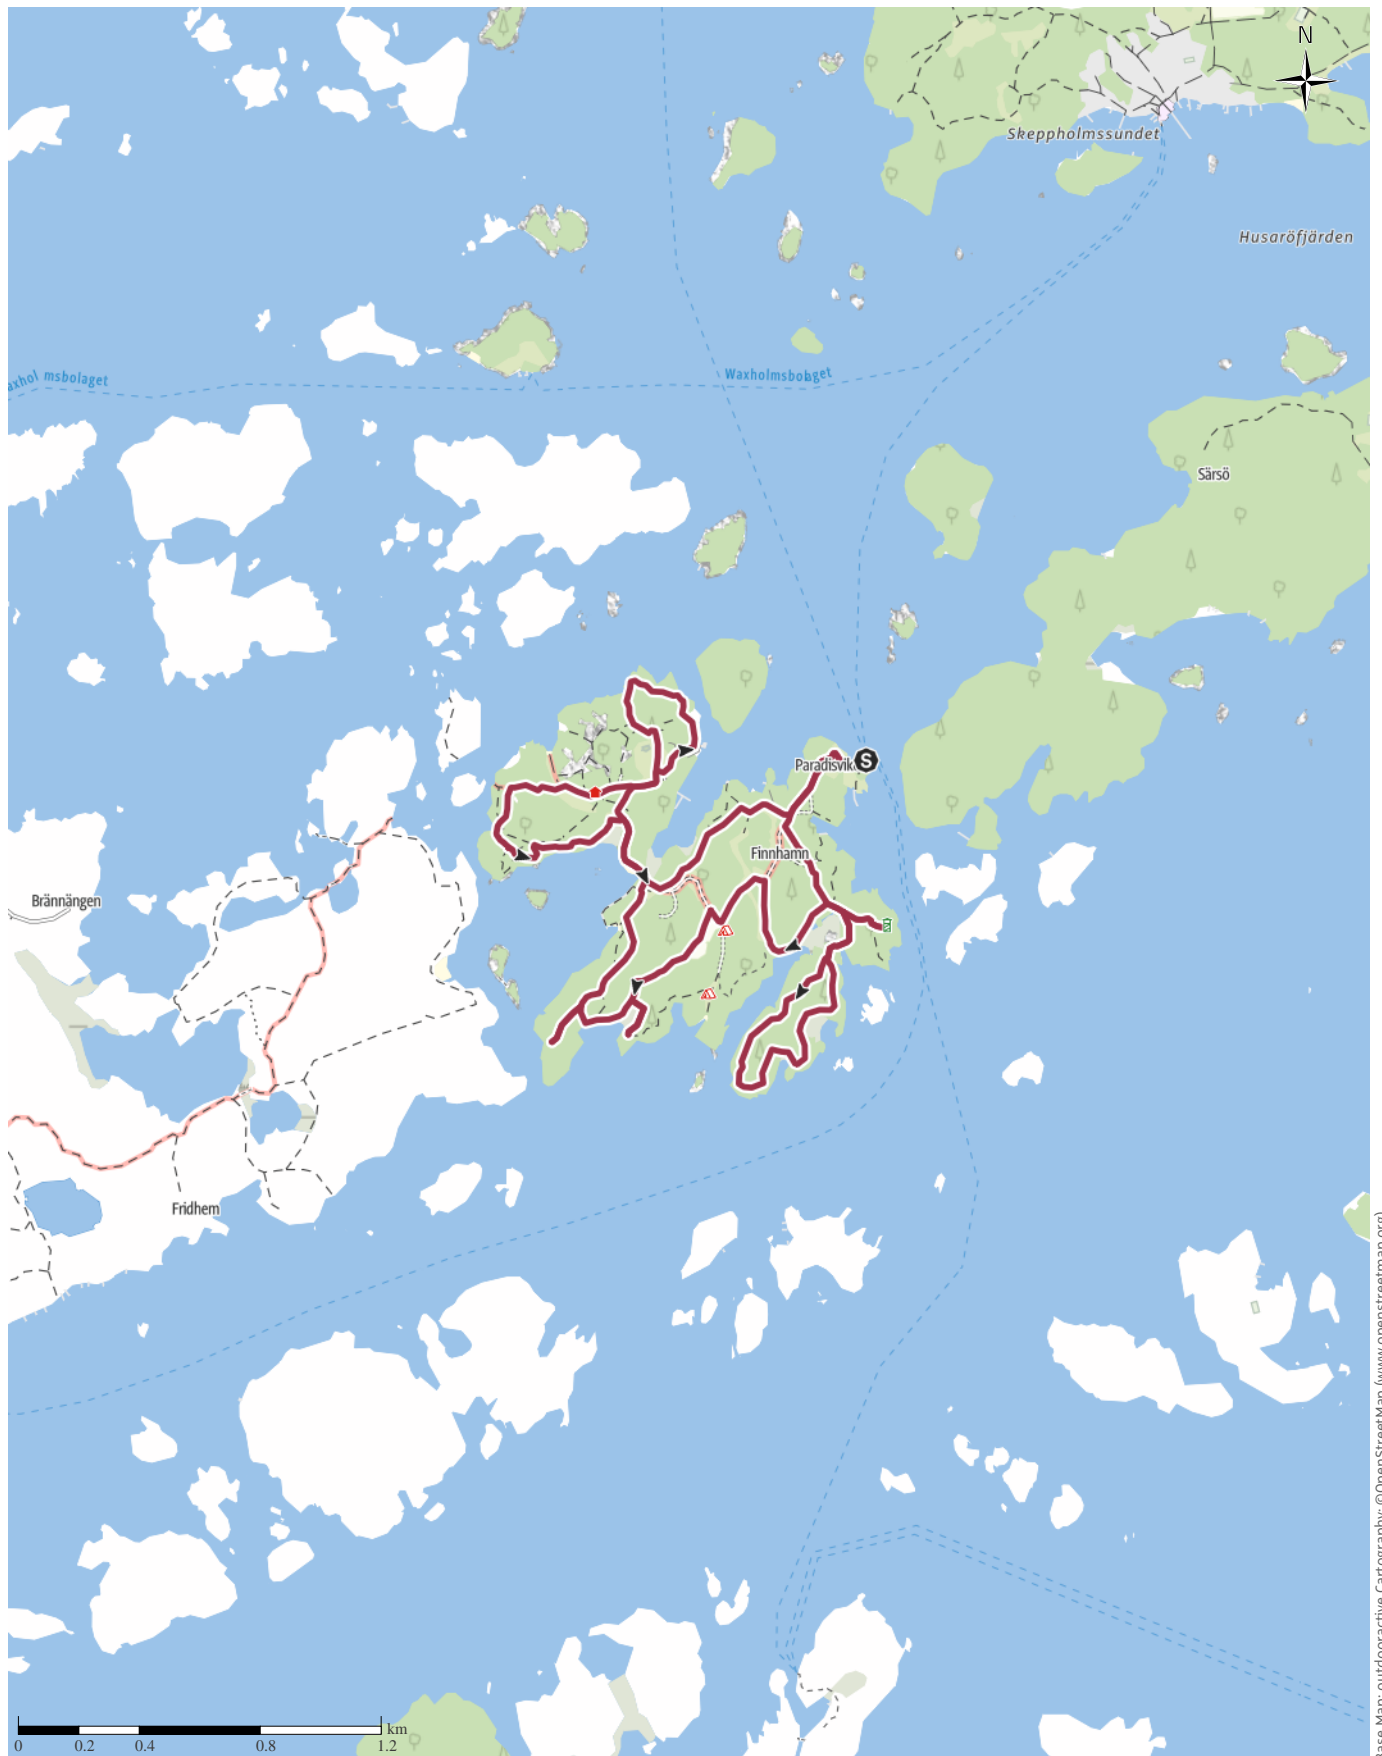 N
Skeppholmssundet
Husaröfjärden
axhol msbolaget
Waxholmsbolaget
Särsö
Paradisvik
S
Finnhamn
Brännängen
Fridhem
km
0 0.2 0.4 0.8 1.2
ase Map: outdooractive Cartography: ©OpenStreetMap (www.openstreetmap.org)